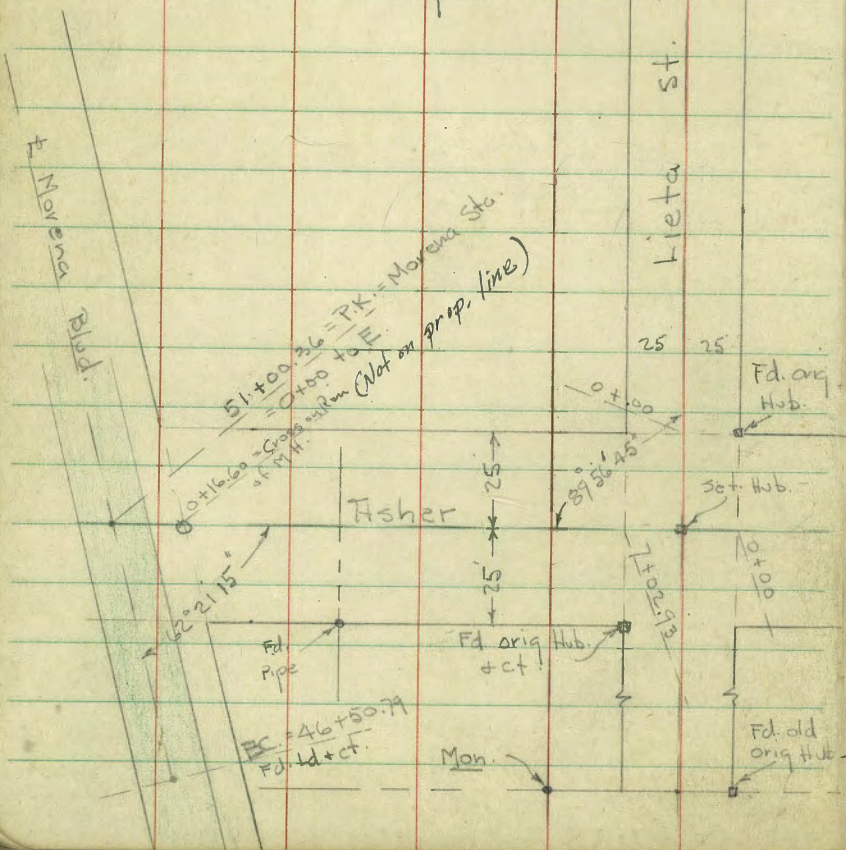 Lieta St.
⅊ Morena Blvd.
51+00.36 = P.K. = Morena Sta.
= 0+00 to E.
0+16.60 = Cross on Rim (Not on prop. line)
of M.H.
25 25
Fd. orig.
Hub.
0+00
89° 56' 45"
25'
Set. Hub.
Asher
25'
7+02.93
0+00
62° 21' 15"
Fd.
Pipe
Fd orig Hub.
& ct
= 46+50.79
Fd. Ld + ct.
Mon.
Fd. old
orig Hub